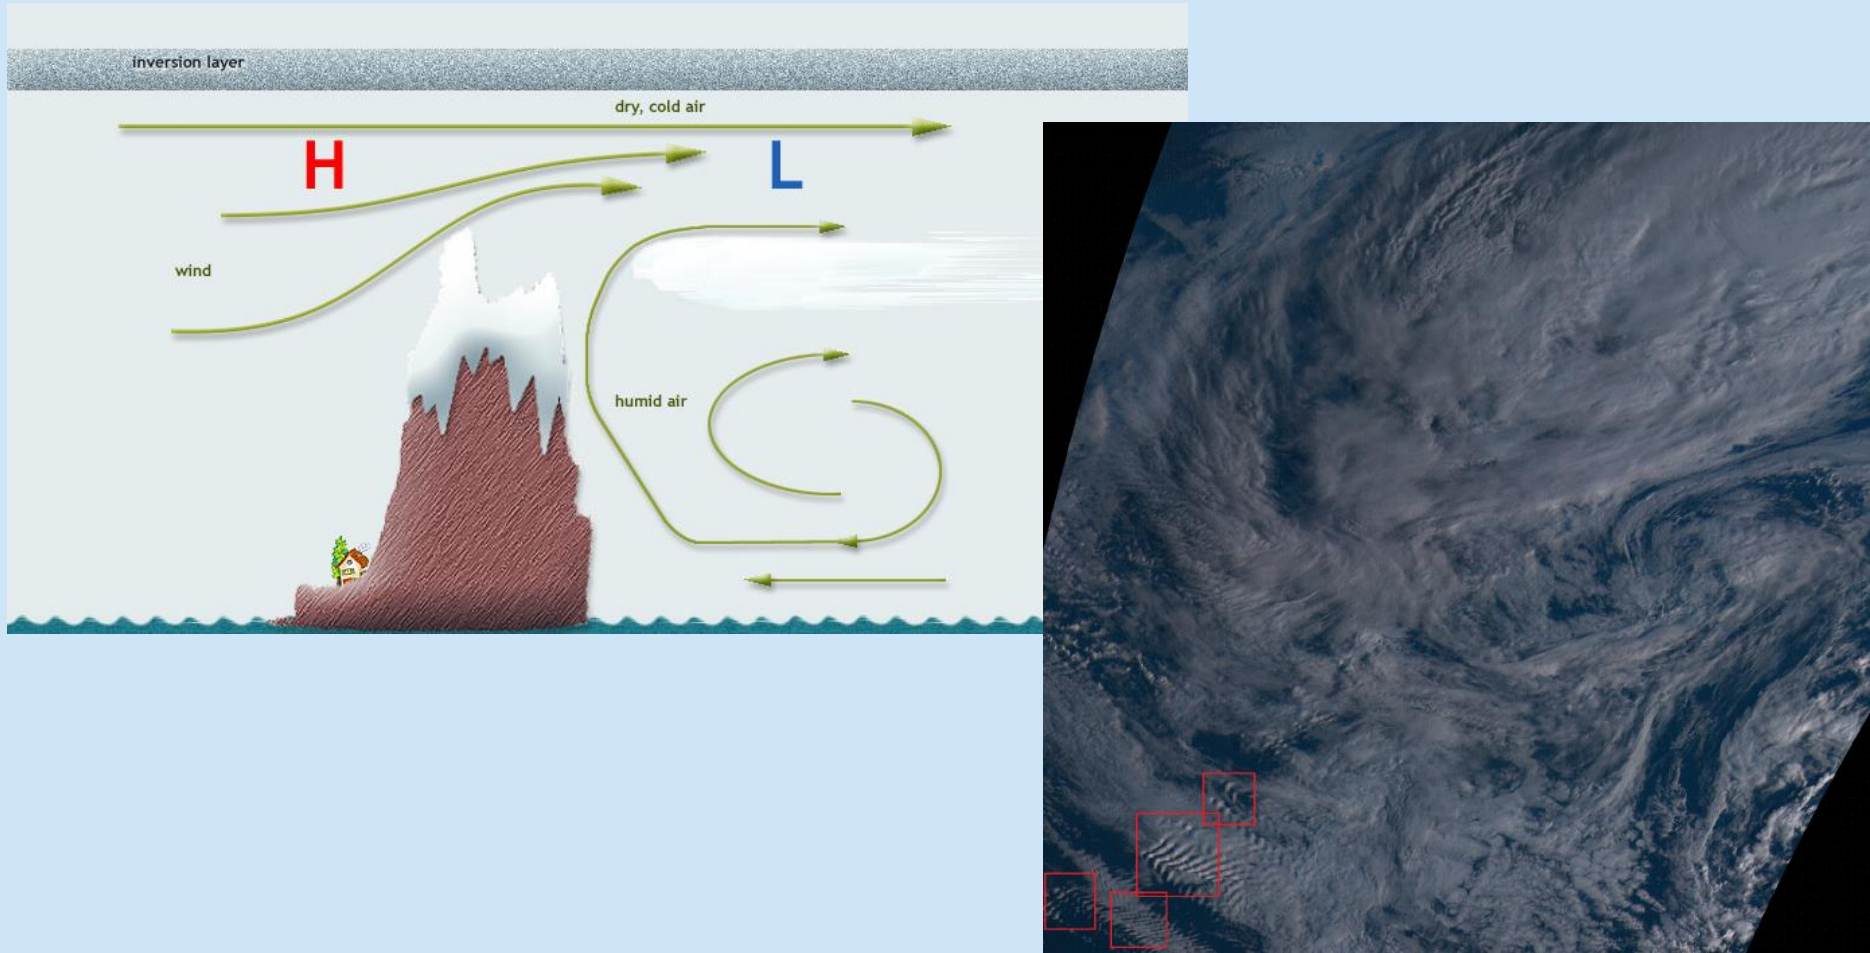 inversion layer
dry, cold air
H
L
wind
humid air